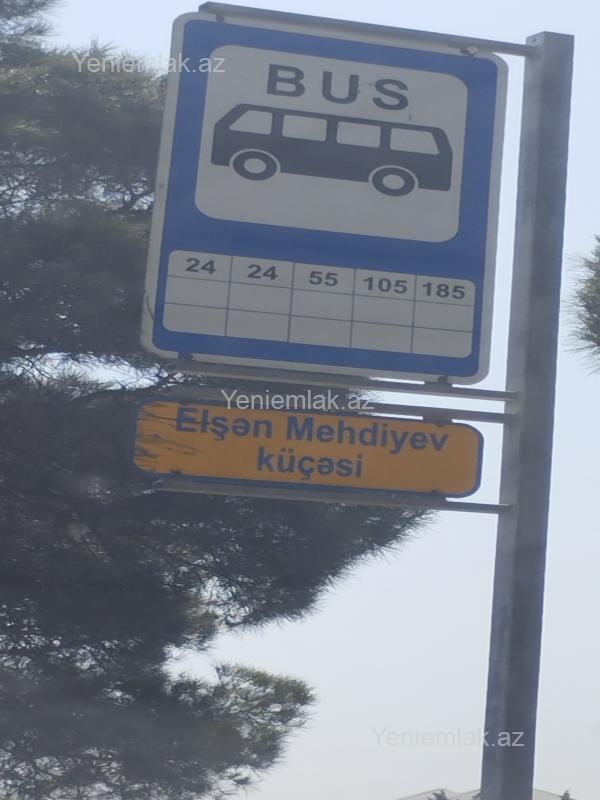 Yeniemlak.az
BUS
24 24 55 105 185
Yeniemlak.az
Elşən Mehdiyev
küçəsi
Yeniemlak.az